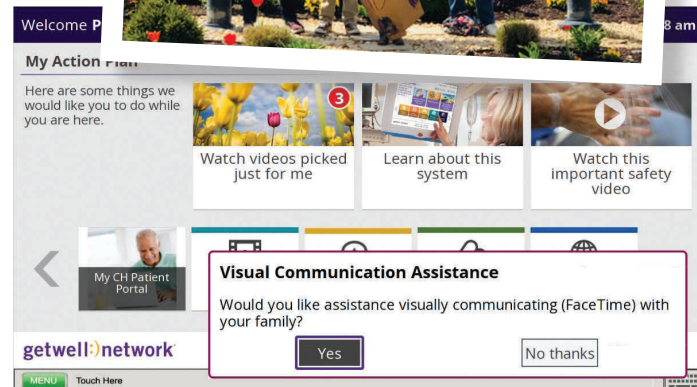 Welcome
8 am
My Action Plan
Here are some things we
would like you to do while
you are here.
3
Watch videos picked
just for me
Learn about this
system
Watch this
important safety
video
My CH Patient
Portal
Visual Communication Assistance
Would you like assistance visually communicating (FaceTime) with
your family?
Yes
No thanks
getwell:)network
MENU
Touch Here